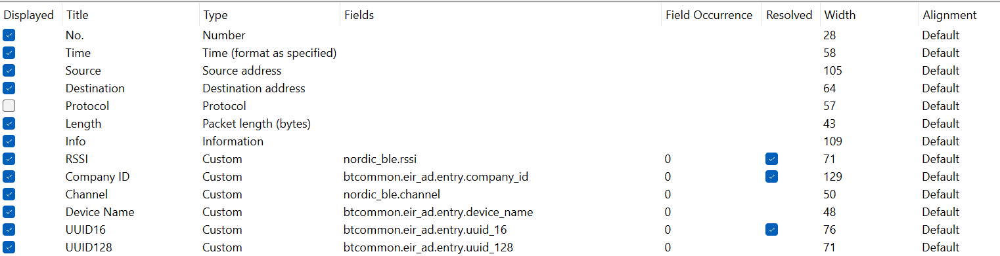 Displayed Title Type Fields Field Occurrence Resolved Width Alignment
No. Number 28 Default
Time Time (format as specified) 58 Default
Source Source address 105 Default
Destination Destination address 64 Default
Protocol Protocol 57 Default
Length Packet length (bytes) 43 Default
Info Information 109 Default
RSSI Custom nordic_ble.rssi 0 71 Default
Company ID Custom btcommon.eir_ad.entry.company_id 0 129 Default
Channel Custom nordic_ble.channel 0 50 Default
Device Name Custom btcommon.eir_ad.entry.device_name 0 48 Default
UUID16 Custom btcommon.eir_ad.entry.uuid_16 0 76 Default
UUID128 Custom btcommon.eir_ad.entry.uuid_128 0 71 Default